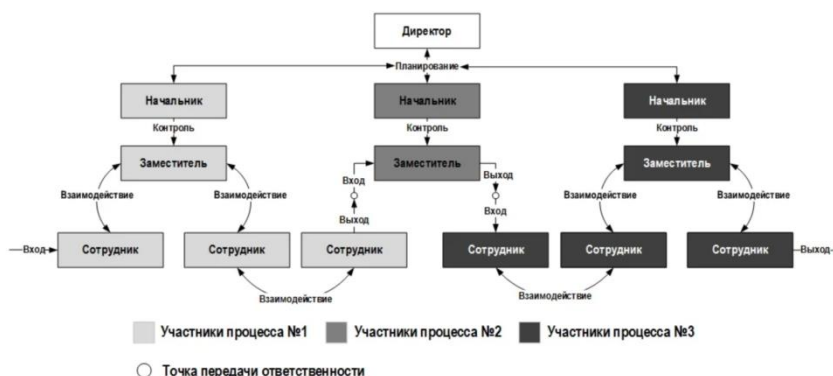 Директор
Планирование
Начальник
Начальник
Начальник
Контроль
Контроль
Контроль
Заместитель
Заместитель
Заместитель
Взаимодействие
Взаимодействие
Вход
Выход
Выход
Вход
Взаимодействие
Взаимодействие
Вход
Сотрудник
Сотрудник
Сотрудник
Сотрудник
Сотрудник
Сотрудник
Выход
Взаимодействие
Взаимодействие
Участники процесса №1
Участники процесса №2
Участники процесса №3
Точка передачи ответственности